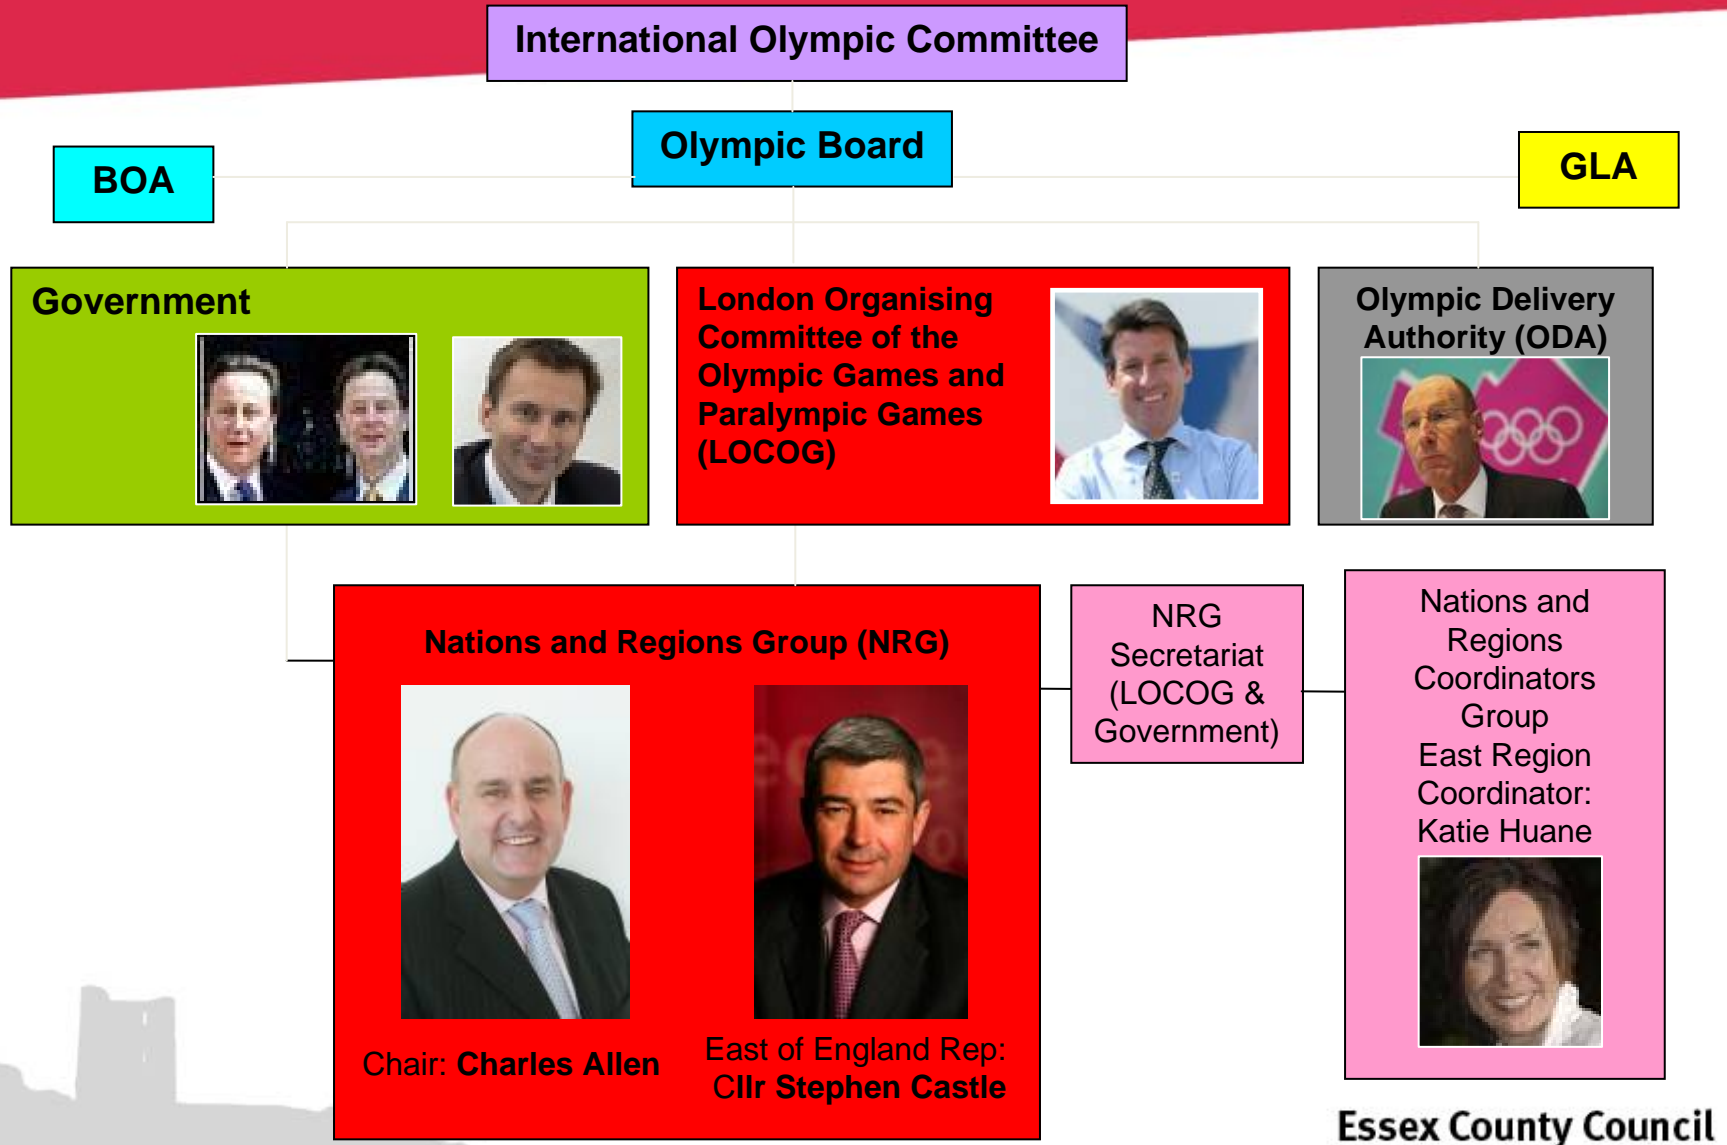 International Olympic Committee
Olympic Board
BOA
GLA
Government
London Organising
Committee of the
Olympic Games and
Paralympic Games
(LOCOG)
Olympic Delivery
Authority (ODA)
Nations and Regions Group (NRG)
Chair: Charles Allen
East of England Rep:
Cllr Stephen Castle
NRG
Secretariat
(LOCOG &
Government)
Nations and
Regions
Coordinators
Group
East Region
Coordinator:
Katie Huane
Essex County Council